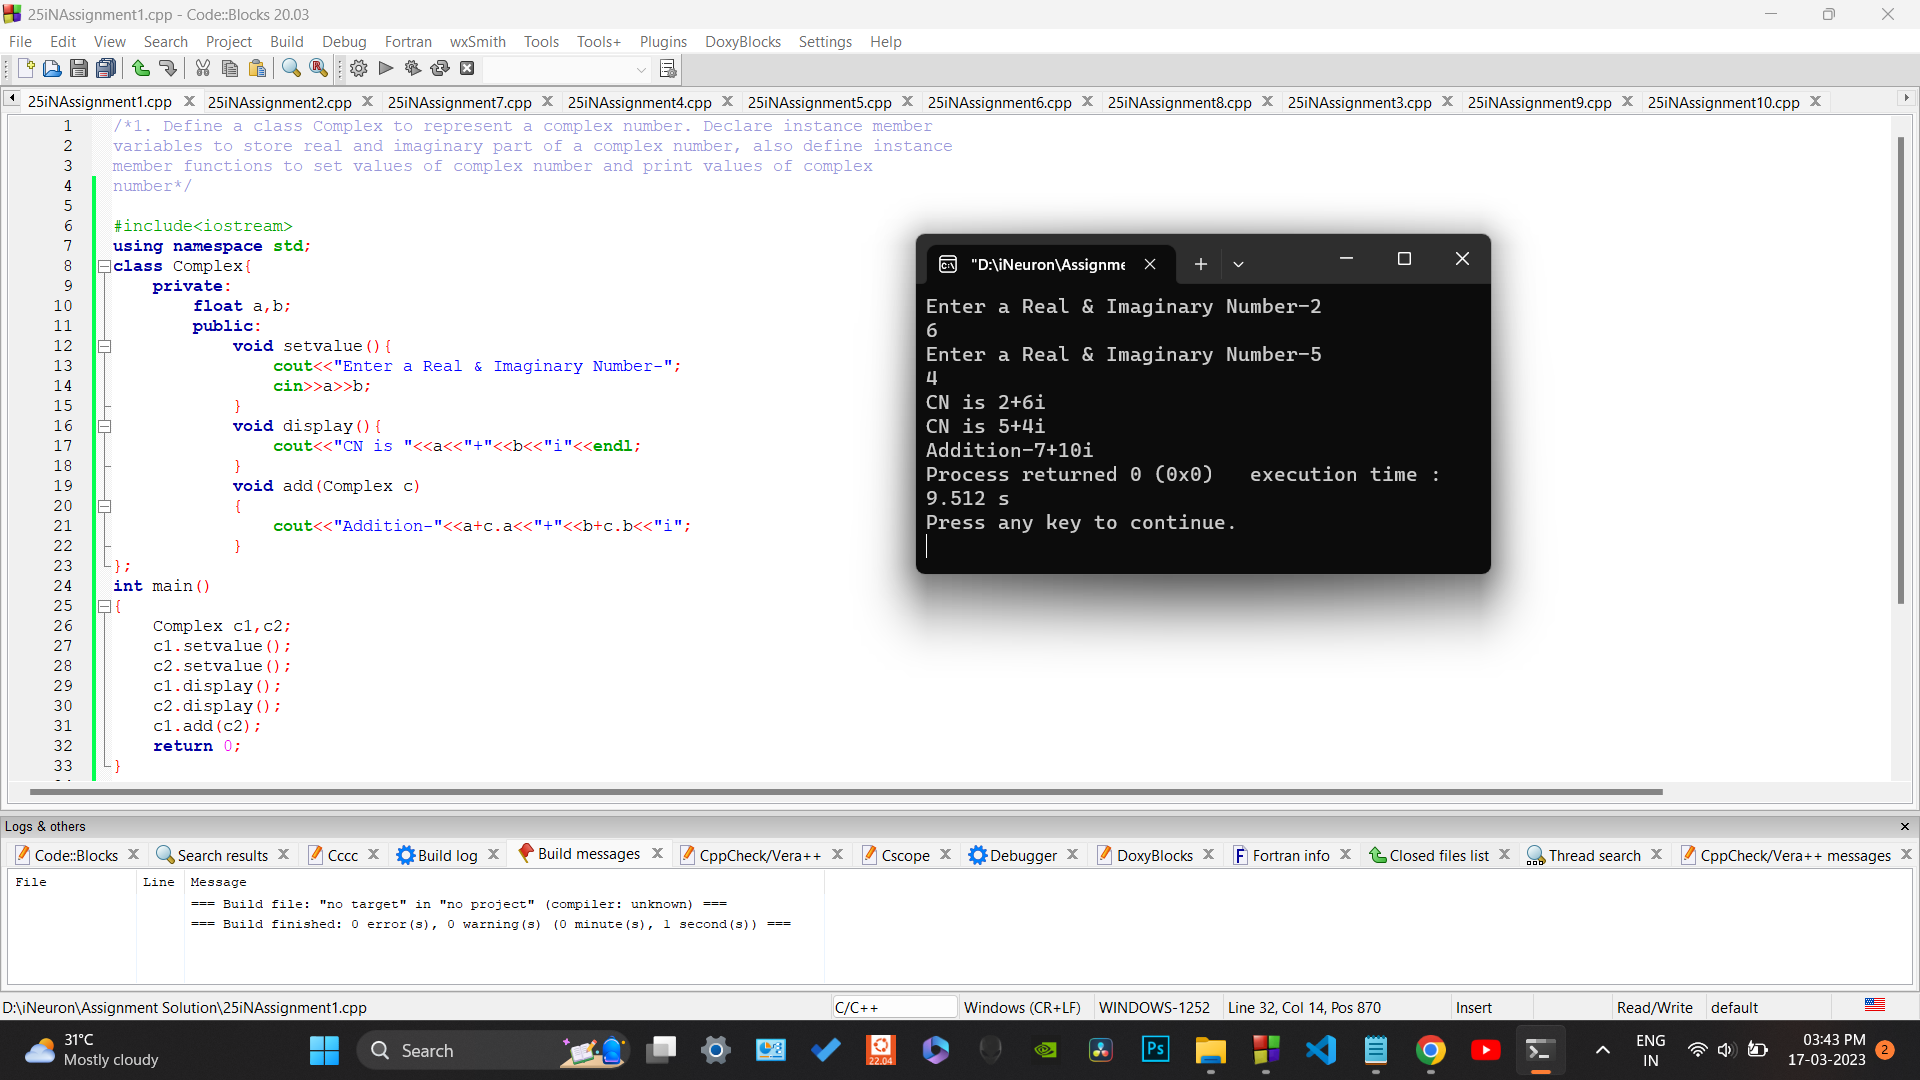 25iNAssignment1.cpp - Code::Blocks 20.03
File Edit View Search Project Build Debug Fortran wxSmith Tools Tools+ Plugins DoxyBlocks Settings Help
25iNAssignment1.cpp 25iNAssignment2.cpp 25iNAssignment7.cpp 25iNAssignment4.cpp 25iNAssignment5.cpp 25iNAssignment6.cpp 25iNAssignment8.cpp 25iNAssignment3.cpp 25iNAssignment9.cpp 25iNAssignment10.cpp
1 /*1. Define a class Complex to represent a complex number. Declare instance member
2 variables to store real and imaginary part of a complex number, also define instance
3 member functions to set values of complex number and print values of complex
4 number*/
5
6 #include<iostream>
7 using namespace std;
8 class Complex{
9 private:
10 float a,b;
11 public:
12 void setvalue(){
13 cout<<"Enter a Real & Imaginary Number-";
14 cin>>a>>b;
15 }
16 void display(){
17 cout<<"CN is "<<a<<"+"<<b<<"i"<<endl;
18 }
19 void add(Complex c)
20 {
21 cout<<"Addition-"<<a+c.a<<"+"<<b+c.b<<"i";
22 }
23 };
24 int main()
25 {
26 Complex c1,c2;
27 c1.setvalue();
28 c2.setvalue();
29 c1.display();
30 c2.display();
31 c1.add(c2);
32 return 0;
33 }
"D:\iNeuron\Assignme
Enter a Real & Imaginary Number-2
6
Enter a Real & Imaginary Number-5
4
CN is 2+6i
CN is 5+4i
Addition-7+10i
Process returned 0 (0x0)   execution time :
9.512 s
Press any key to continue.
Logs & others
Code::Blocks Search results Cccc Build log Build messages CppCheck/Vera++ Cscope Debugger DoxyBlocks Fortran info Closed files list Thread search CppCheck/Vera++ messages
File Line Message
=== Build file: "no target" in "no project" (compiler: unknown) ===
=== Build finished: 0 error(s), 0 warning(s) (0 minute(s), 1 second(s)) ===
D:\iNeuron\Assignment Solution\25iNAssignment1.cpp C/C++ Windows (CR+LF) WINDOWS-1252 Line 32, Col 14, Pos 870 Insert Read/Write default
31°C
Mostly cloudy
Search
22.04
Ps
ENG
IN
03:43 PM
17-03-2023
2